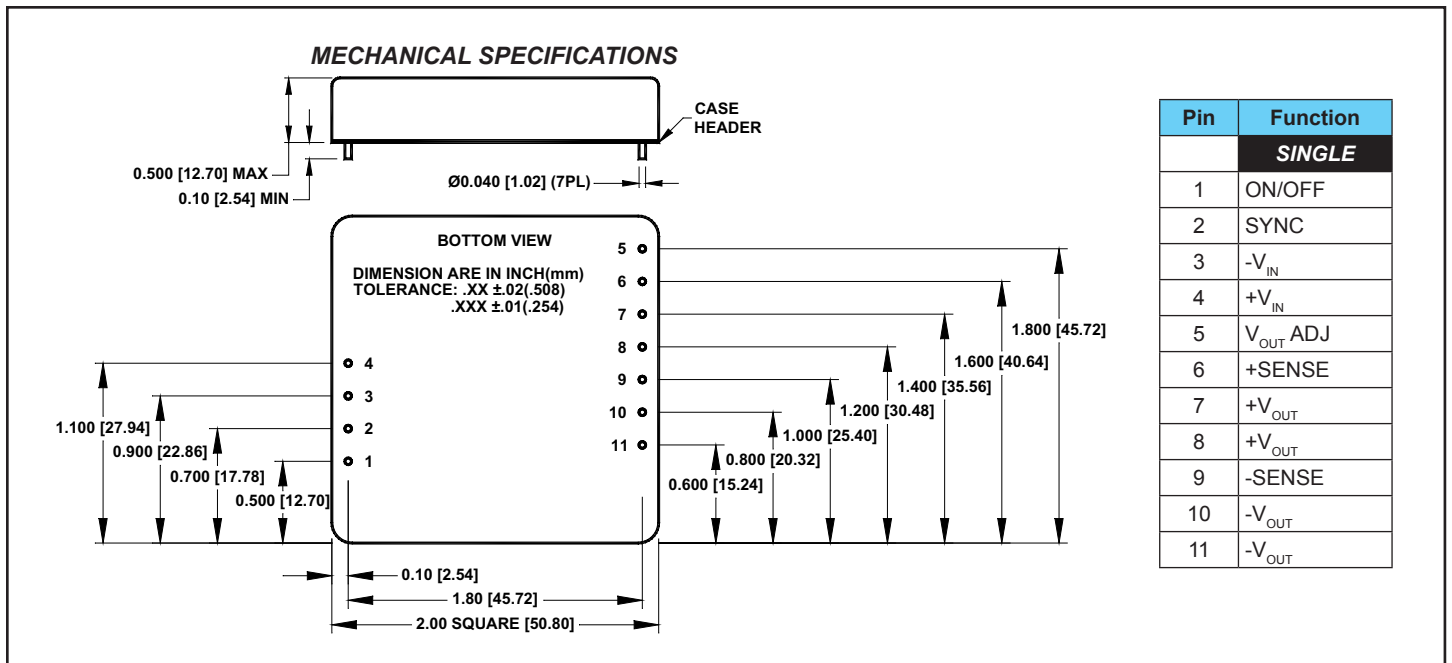 MECHANICAL SPECIFICATIONS
CASE
HEADER
0.500 [12.70] MAX
0.10 [2.54] MIN
Ø0.040 [1.02] (7PL)
BOTTOM VIEW
DIMENSION ARE IN INCH(mm)
TOLERANCE: .XX ±.02(.508)
.XXX ±.01(.254)
5
6
7
8
9
10
11
4
3
2
1
1.800 [45.72]
1.600 [40.64]
1.400 [35.56]
1.200 [30.48]
1.000 [25.40]
0.800 [20.32]
0.600 [15.24]
1.100 [27.94]
0.900 [22.86]
0.700 [17.78]
0.500 [12.70]
0.10 [2.54]
1.80 [45.72]
2.00 SQUARE [50.80]
Pin Function
SINGLE
1 ON/OFF
2 SYNC
3 -VIN
4 +VIN
5 VOUT ADJ
6 +SENSE
7 +VOUT
8 +VOUT
9 -SENSE
10 -VOUT
11 -VOUT